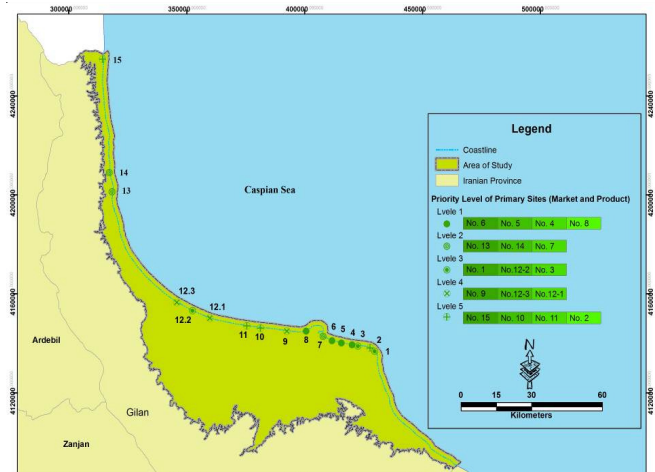 300000 350000 400000 450000 500000
15
4240000 4240000
14
13
4200000 4200000
Caspian Sea
Legend
Coastline
Area of Study
Iranian Province
Priority Level of Primary Sites (Market and Product)
Lvele 1
No. 6 No. 5 No. 4 No. 8
Lvele 2
No. 13 No. 14 No. 7
Lvele 3
No. 1 No.12-2 No. 3
Lvele 4
No. 9 No.12-3 No.12-1
Lvele 5
No. 15 No. 10 No. 11 No. 2
12.3
12.2
12.1
4160000 4160000
11 10 9 8 7 6 5 4 3 2 1
Ardebil
Gilan
Zanjan
4120000 4120000
N
0 15 30 60
Kilometers